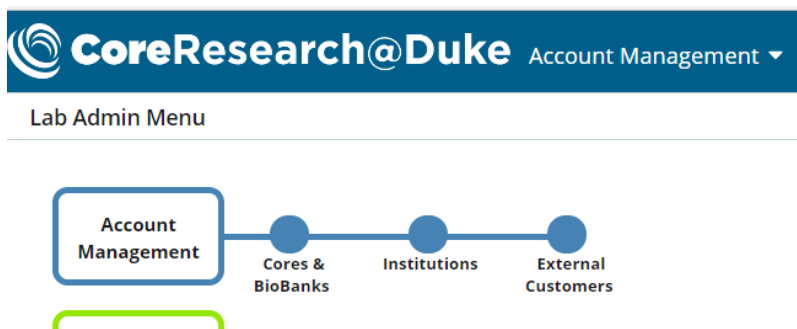 CoreResearch@Duke Account Management
Lab Admin Menu
Account
Management
Cores &
BioBanks
Institutions
External
Customers